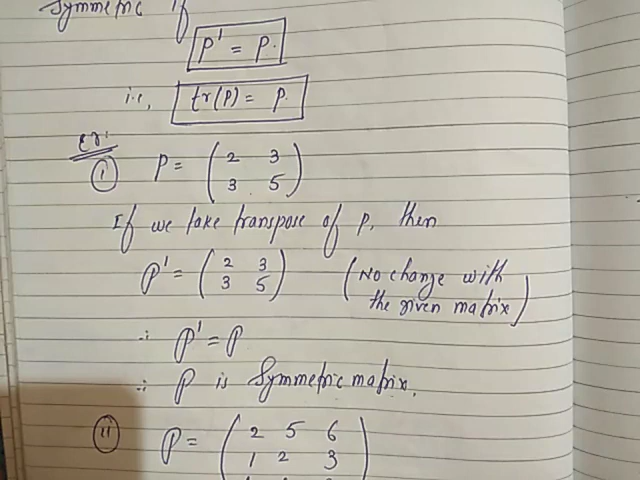 Symmetric if
P' = P.
i.e, tr(P) = P.
Ex:
(i) P = ( 2 3
3 5 )
If we take transpose of P, then
P' = ( 2 3
3 5 ) (No change with
the given matrix)
∴ P' = P
∴ P is Symmetric matrix.
(ii) P = ( 2 5 6
1 2 3